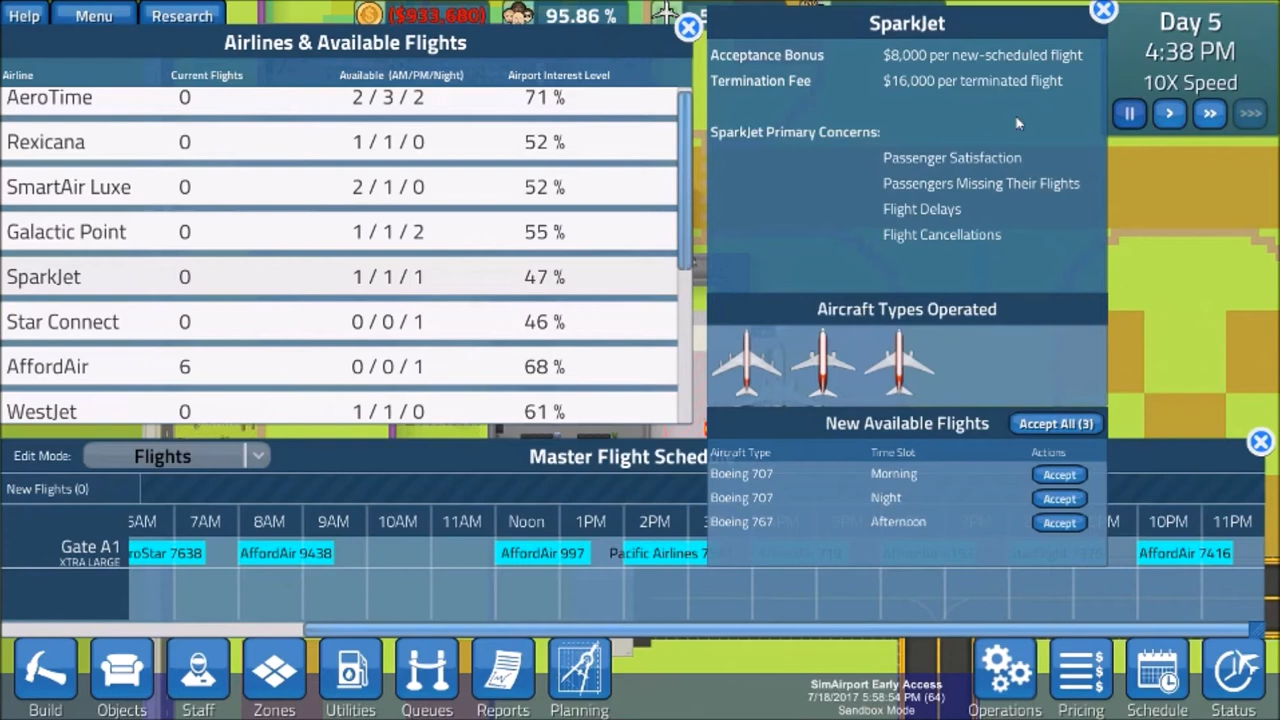 Help Menu Research ($933,680) 95.86 %
Airlines & Available Flights
Airline Current Flights Available (AM/PM/Night) Airport Interest Level
AeroTime 0 2 / 3 / 2 71 %
Rexicana 0 1 / 1 / 0 52 %
SmartAir Luxe 0 2 / 1 / 0 52 %
Galactic Point 0 1 / 1 / 2 55 %
SparkJet 0 1 / 1 / 1 47 %
Star Connect 0 0 / 0 / 1 46 %
AffordAir 6 0 / 0 / 1 68 %
WestJet 0 1 / 1 / 0 61 %
SparkJet
Acceptance Bonus $8,000 per new-scheduled flight
Termination Fee $16,000 per terminated flight
SparkJet Primary Concerns:
Passenger Satisfaction
Passengers Missing Their Flights
Flight Delays
Flight Cancellations
Aircraft Types Operated
New Available Flights Accept All (3)
Aircraft Type Time Slot Actions
Boeing 707 Morning Accept
Boeing 707 Night Accept
Boeing 767 Afternoon Accept
Day 5
4:38 PM
10X Speed
Edit Mode: Flights Master Flight Sched
New Flights (0)
5AM 7AM 8AM 9AM 10AM 11AM Noon 1PM 2PM 10PM 11PM
Gate A1 roStar 7638 AffordAir 9438 AffordAir 997 Pacific Airlines AffordAir 7416
XTRA LARGE
Build Objects Staff Zones Utilities Queues Reports Planning
SimAirport Early Access
7/18/2017 5:58:54 PM (64)
Sandbox Mode
Operations Pricing Schedule Status